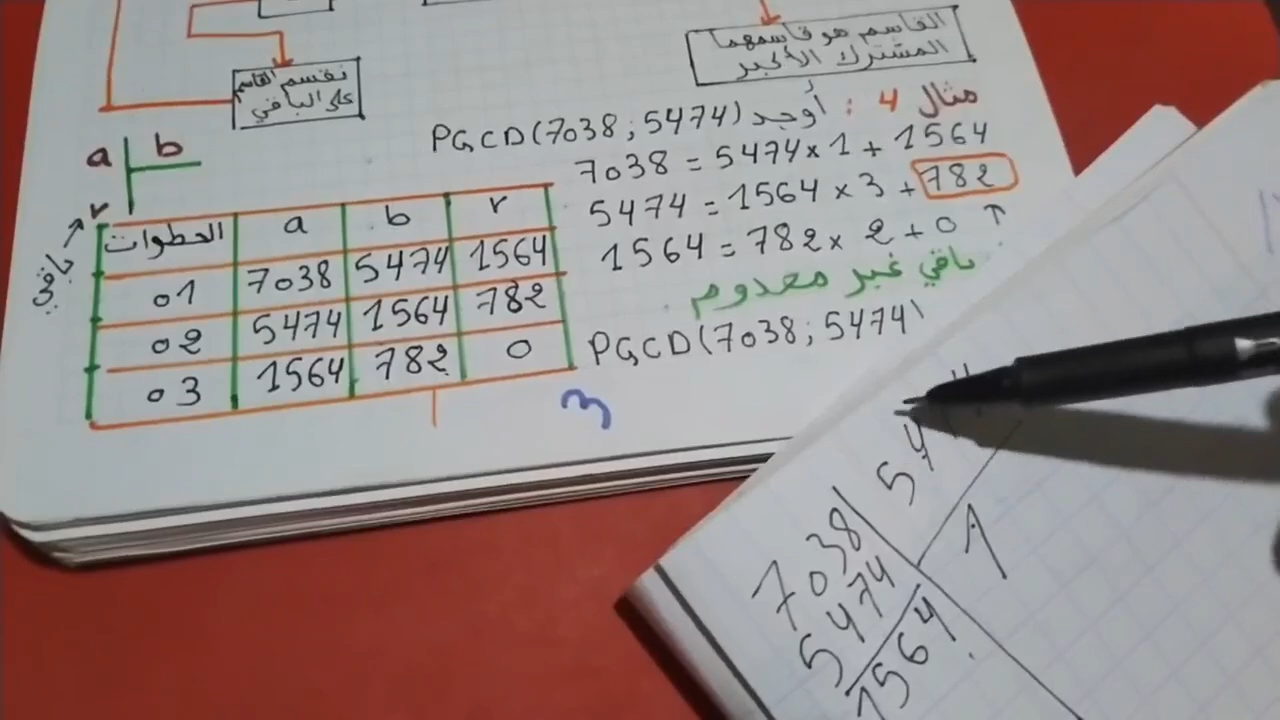 القاسم هو قاسمهما
المشترك الأكبر
نقسم القاسم
على الباقي
مثال 4 : أوجد PGCD(7038;5474)
7038 = 5474 x 1 + 1564
5474 = 1564 x 3 + 782
1564 = 782 x 2 + 0
باقي غير معدوم
PGCD(7038;5474)
a b
r
باقي
الخطوات a b r
01 7038 5474 1564
02 5474 1564 782
03 1564 782 0
7038 54
5474 1
1564